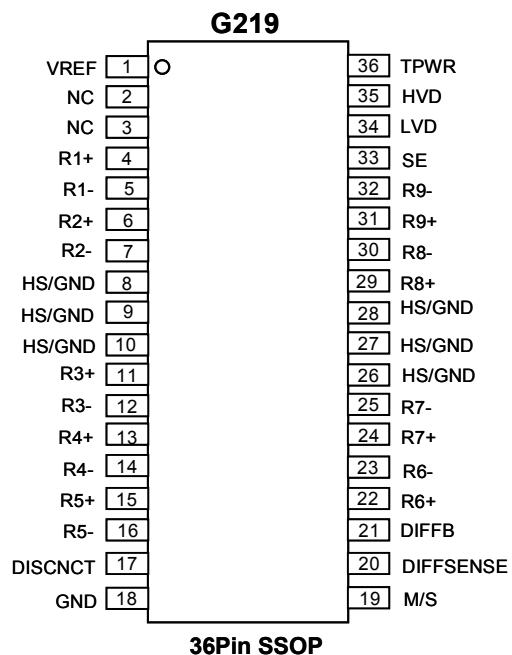 G219
VREF 1 36 TPWR
NC 2 35 HVD
NC 3 34 LVD
R1+ 4 33 SE
R1- 5 32 R9-
R2+ 6 31 R9+
R2- 7 30 R8-
HS/GND 8 29 R8+
HS/GND 9 28 HS/GND
HS/GND 10 27 HS/GND
R3+ 11 26 HS/GND
R3- 12 25 R7-
R4+ 13 24 R7+
R4- 14 23 R6-
R5+ 15 22 R6+
R5- 16 21 DIFFB
DISCNCT 17 20 DIFFSENSE
GND 18 19 M/S
36Pin SSOP